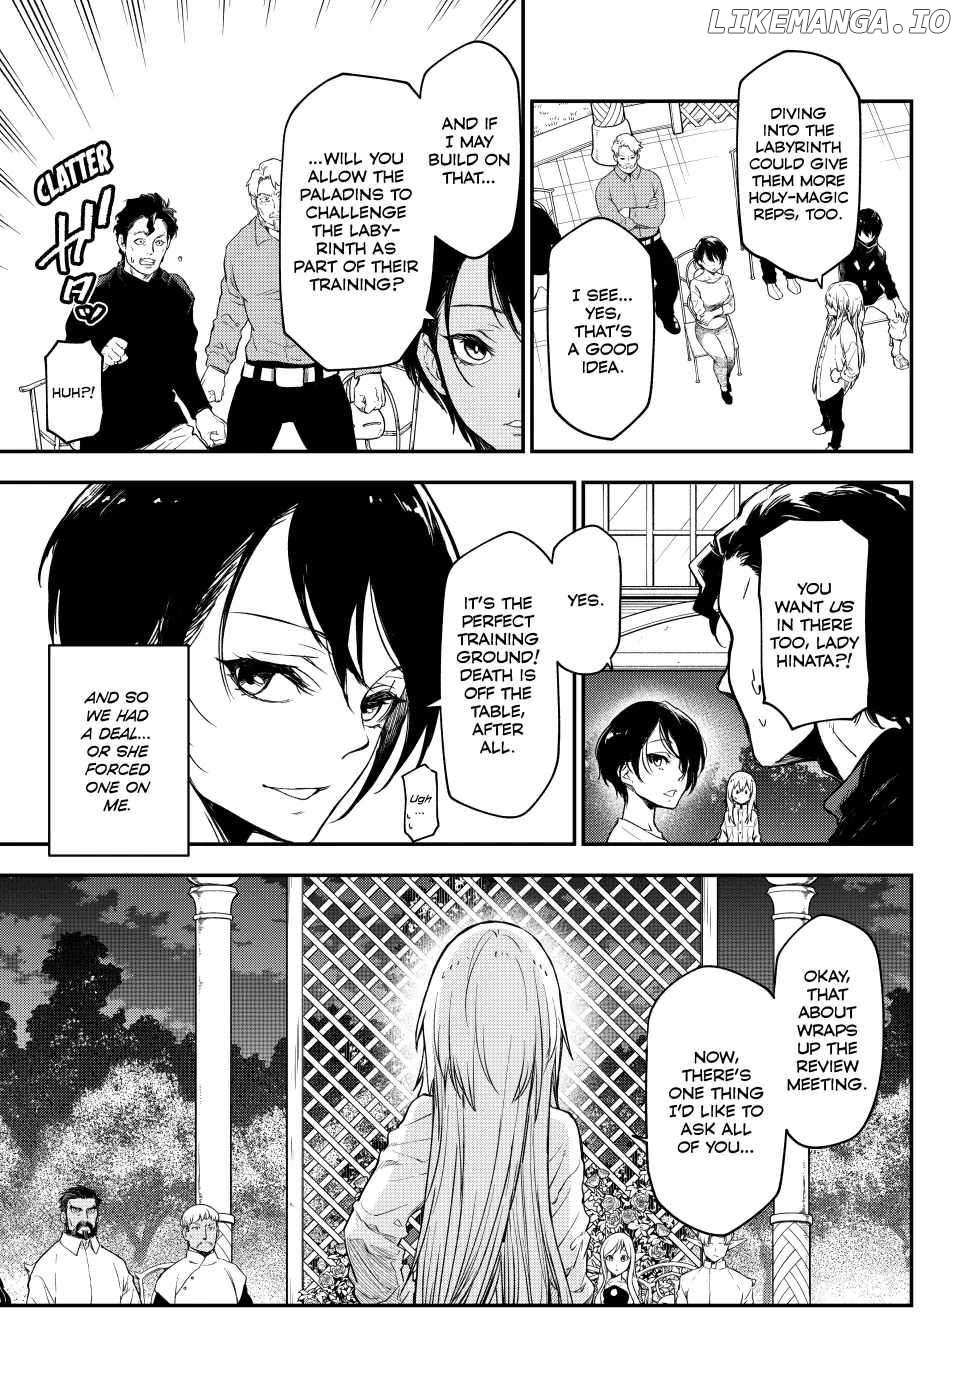 LIKEMANGA.IO
DIVING
INTO THE
LABYRINTH
COULD GIVE
THEM MORE
HOLY-MAGIC
REPS, TOO.
I SEE...
YES,
THAT'S
A GOOD
IDEA.
AND IF
I MAY
BUILD ON
THAT...
...WILL YOU
ALLOW THE
PALADINS TO
CHALLENGE
THE LABY-
RINTH AS
PART OF THEIR
TRAINING?
CLATTER
ガタッ
HUH?!
YOU
WANT US
IN THERE
TOO, LADY
HINATA?!
YES.
IT'S THE
PERFECT
TRAINING
GROUND!
DEATH IS
OFF THE
TABLE,
AFTER
ALL.
Ugh
...
AND SO
WE HAD
A DEAL...
OR SHE
FORCED
ONE ON
ME.
OKAY,
THAT
ABOUT
WRAPS
UP THE
REVIEW
MEETING.
NOW,
THERE'S
ONE THING
I'D LIKE TO
ASK ALL
OF YOU...